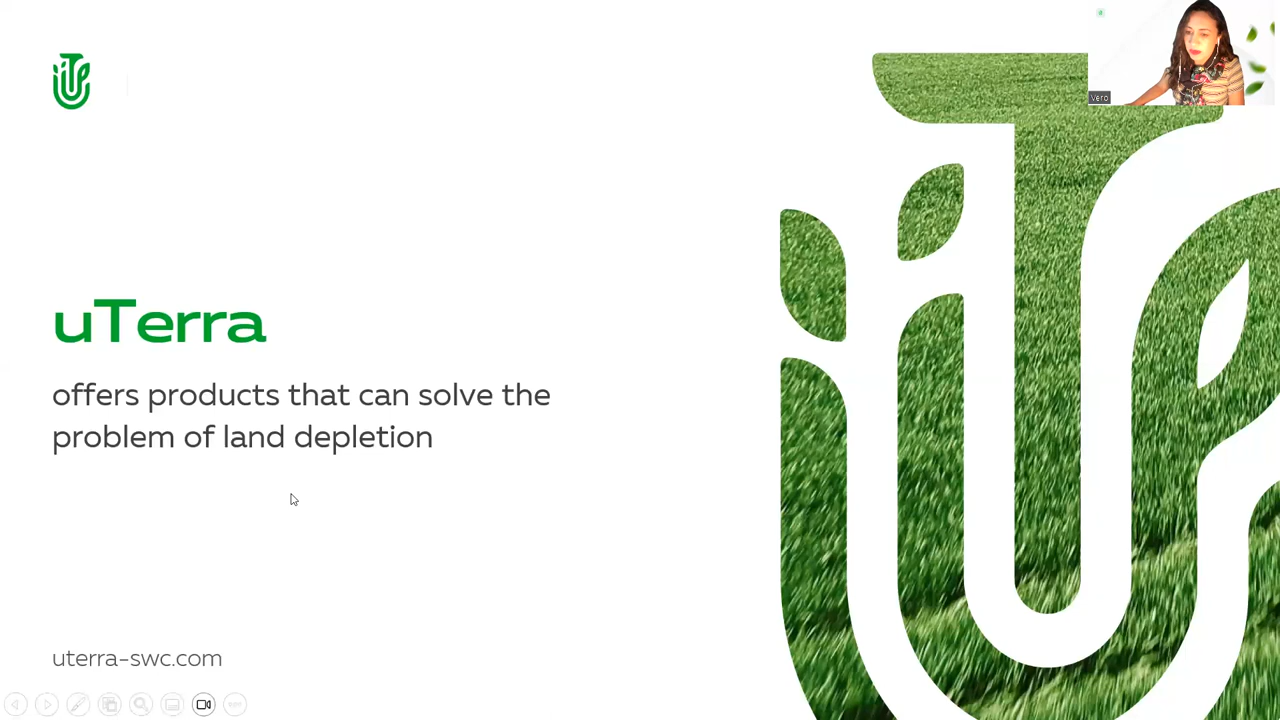 Vero
uTerra
offers products that can solve the
problem of land depletion
uterra-swc.com